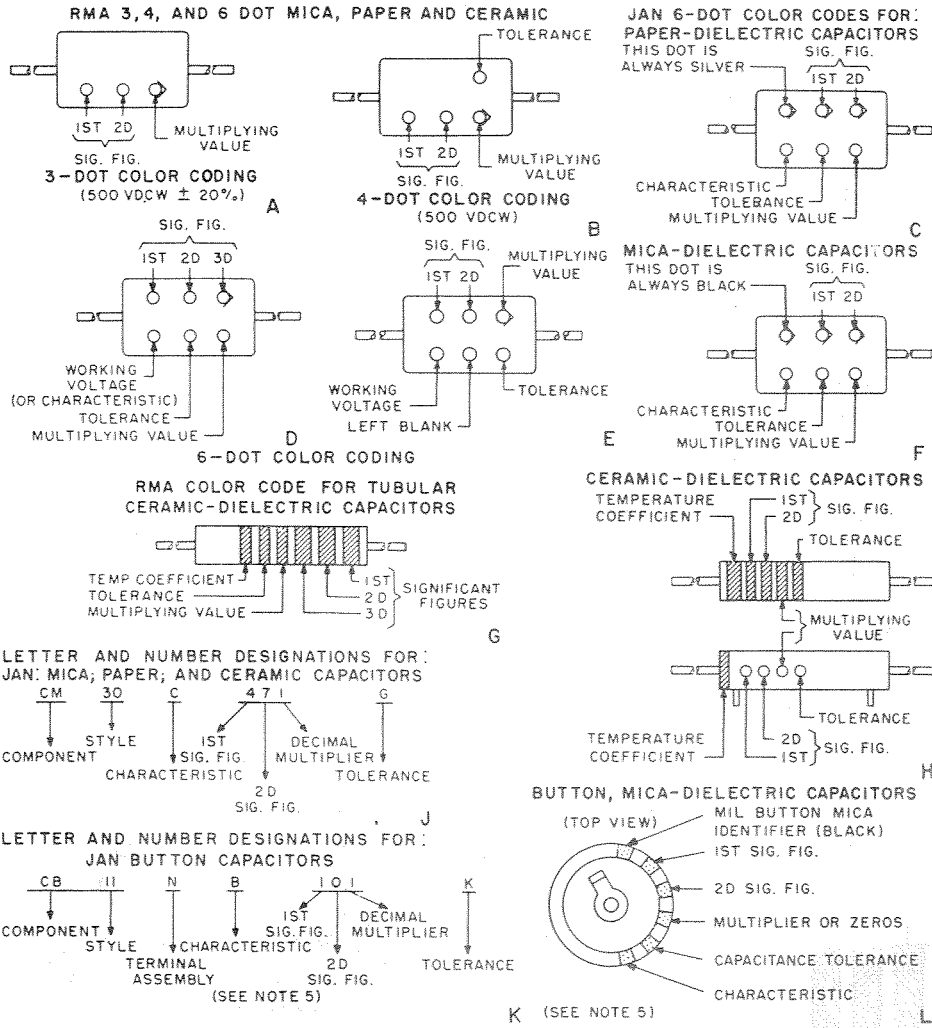 RMA 3,4, AND 6 DOT MICA, PAPER AND CERAMIC
1ST 2D
SIG. FIG.
MULTIPLYING
VALUE
3-DOT COLOR CODING
(500 VDCW ± 20%)
A
TOLERANCE
1ST 2D
SIG. FIG.
MULTIPLYING
VALUE
4-DOT COLOR CODING
(500 VDCW)
B
JAN 6-DOT COLOR CODES FOR:
PAPER-DIELECTRIC CAPACITORS
THIS DOT IS
ALWAYS SILVER
SIG. FIG.
1ST 2D
CHARACTERISTIC
TOLERANCE
MULTIPLYING VALUE
C
SIG. FIG.
1ST 2D 3D
WORKING
VOLTAGE
(OR CHARACTERISTIC)
TOLERANCE
MULTIPLYING VALUE
D
SIG. FIG.
1ST 2D
MULTIPLYING
VALUE
WORKING
VOLTAGE
LEFT BLANK
TOLERANCE
E
6-DOT COLOR CODING
MICA-DIELECTRIC CAPACITORS
THIS DOT IS
ALWAYS BLACK
SIG. FIG.
1ST 2D
CHARACTERISTIC
TOLERANCE
MULTIPLYING VALUE
F
RMA COLOR CODE FOR TUBULAR
CERAMIC-DIELECTRIC CAPACITORS
TEMP COEFFICIENT
TOLERANCE
MULTIPLYING VALUE
1ST
2D
3D
SIGNIFICANT
FIGURES
G
CERAMIC-DIELECTRIC CAPACITORS
TEMPERATURE
COEFFICIENT
1ST
2D
SIG. FIG.
TOLERANCE
MULTIPLYING
VALUE
TOLERANCE
TEMPERATURE
COEFFICIENT
2D
1ST
SIG. FIG.
H
LETTER AND NUMBER DESIGNATIONS FOR:
JAN: MICA; PAPER; AND CERAMIC CAPACITORS
CM 30 C 471 G
COMPONENT
STYLE
CHARACTERISTIC
1ST
SIG. FIG.
2D
SIG. FIG.
DECIMAL
MULTIPLIER
TOLERANCE
J
LETTER AND NUMBER DESIGNATIONS FOR:
JAN BUTTON CAPACITORS
CB 11 N B 101 K
COMPONENT
STYLE
TERMINAL
ASSEMBLY
CHARACTERISTIC
1ST
SIG. FIG.
2D
SIG. FIG.
DECIMAL
MULTIPLIER
TOLERANCE
(SEE NOTE 5)
K
BUTTON, MICA-DIELECTRIC CAPACITORS
(TOP VIEW)
MIL BUTTON MICA
IDENTIFIER (BLACK)
1ST SIG. FIG.
2D SIG. FIG.
MULTIPLIER OR ZEROS
CAPACITANCE TOLERANCE
CHARACTERISTIC
(SEE NOTE 5)
L